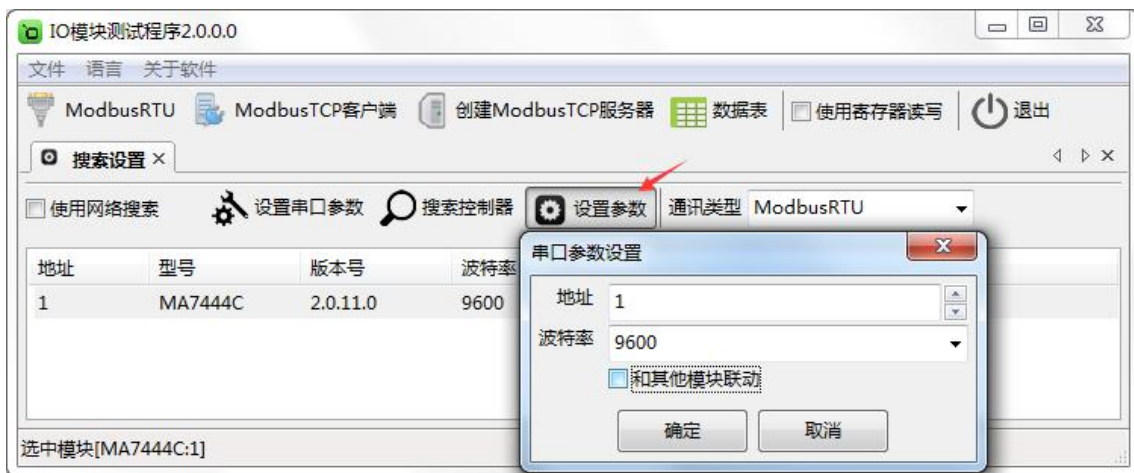 IO模块测试程序2.0.0.0
文件 语言 关于软件
ModbusRTU ModbusTCP客户端 创建ModbusTCP服务器 数据表 使用寄存器读写 退出
搜索设置
使用网络搜索 设置串口参数 搜索控制器 设置参数 通讯类型 ModbusRTU
地址 型号 版本号 波特率
1 MA7444C 2.0.11.0 9600
串口参数设置
地址 1
波特率 9600
和其他模块联动
确定 取消
选中模块[MA7444C:1]